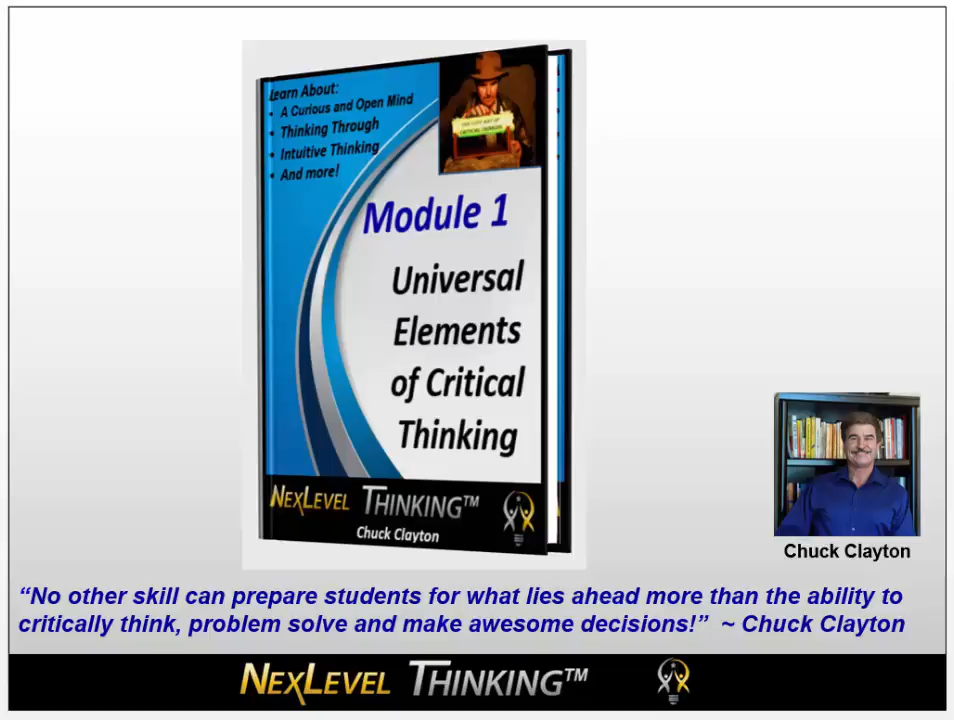 Learn About:
• A Curious and Open Mind
• Thinking Through
• Intuitive Thinking
• And more!
Module 1
Universal
Elements
of Critical
Thinking
NEXLEVEL THINKING™
Chuck Clayton
Chuck Clayton
“No other skill can prepare students for what lies ahead more than the ability to
critically think, problem solve and make awesome decisions!” ~ Chuck Clayton
NEXLEVEL THINKING™